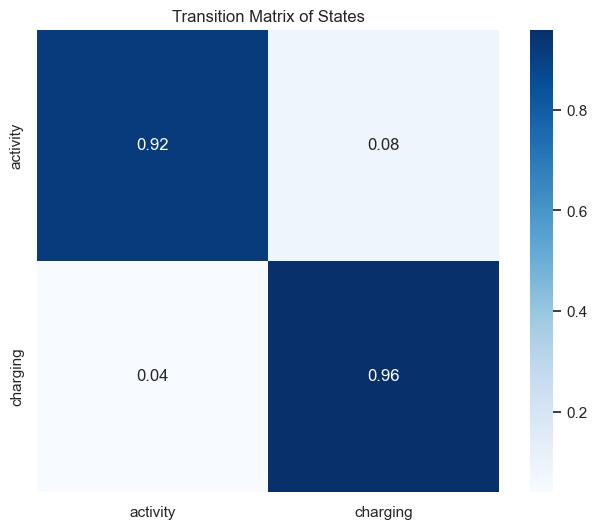 Transition Matrix of States
activity
0.92
0.08
charging
0.04
0.96
activity
charging
0.8
0.6
0.4
0.2